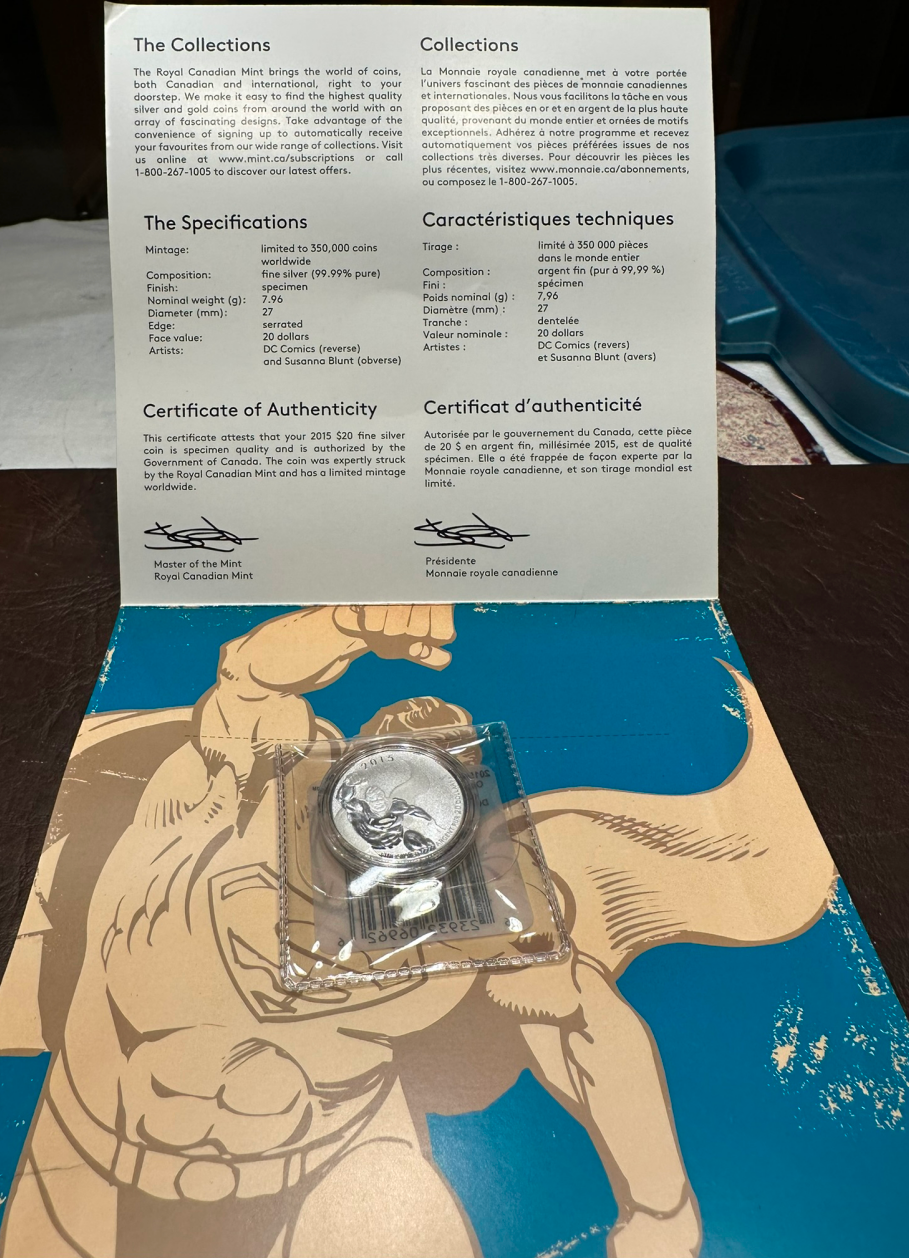 The Collections
The Royal Canadian Mint brings the world of coins,
both Canadian and international, right to your
doorstep. We make it easy to find the highest quality
silver and gold coins from around the world with an
array of fascinating designs. Take advantage of the
convenience of signing up to automatically receive
your favourites from our wide range of collections. Visit
us online at www.mint.ca/subscriptions or call
1-800-267-1005 to discover our latest offers.
Collections
La Monnaie royale canadienne met à votre portée
l'univers fascinant des pièces de monnaie canadiennes
et internationales. Nous vous facilitons la tâche en vous
proposant des pièces en or et en argent de la plus haute
qualité, provenant du monde entier et ornées de motifs
exceptionnels. Adhérez à notre programme et recevez
automatiquement vos pièces préférées issues de nos
collections très diverses. Pour découvrir les pièces les
plus récentes, visitez www.monnaie.ca/abonnements,
ou composez le 1-800-267-1005.
The Specifications
Mintage: limited to 350,000 coins
worldwide
Composition: fine silver (99.99% pure)
Finish: specimen
Nominal weight (g): 7.96
Diameter (mm): 27
Edge: serrated
Face value: 20 dollars
Artists: DC Comics (reverse)
and Susanna Blunt (obverse)
Caractéristiques techniques
Tirage : limité à 350 000 pièces
dans le monde entier
Composition : argent fin (pur à 99,99 %)
Fini : spécimen
Poids nominal (g) : 7,96
Diamètre (mm) : 27
Tranche : dentelée
Valeur nominale : 20 dollars
Artistes : DC Comics (revers)
et Susanna Blunt (avers)
Certificate of Authenticity
This certificate attests that your 2015 $20 fine silver
coin is specimen quality and is authorized by the
Government of Canada. The coin was expertly struck
by the Royal Canadian Mint and has a limited mintage
worldwide.
Master of the Mint
Royal Canadian Mint
Certificat d'authenticité
Autorisée par le gouvernement du Canada, cette pièce
de 20 $ en argent fin, millésimée 2015, est de qualité
spécimen. Elle a été frappée de façon experte par la
Monnaie royale canadienne, et son tirage mondial est
limité.
Présidente
Monnaie royale canadienne
2015